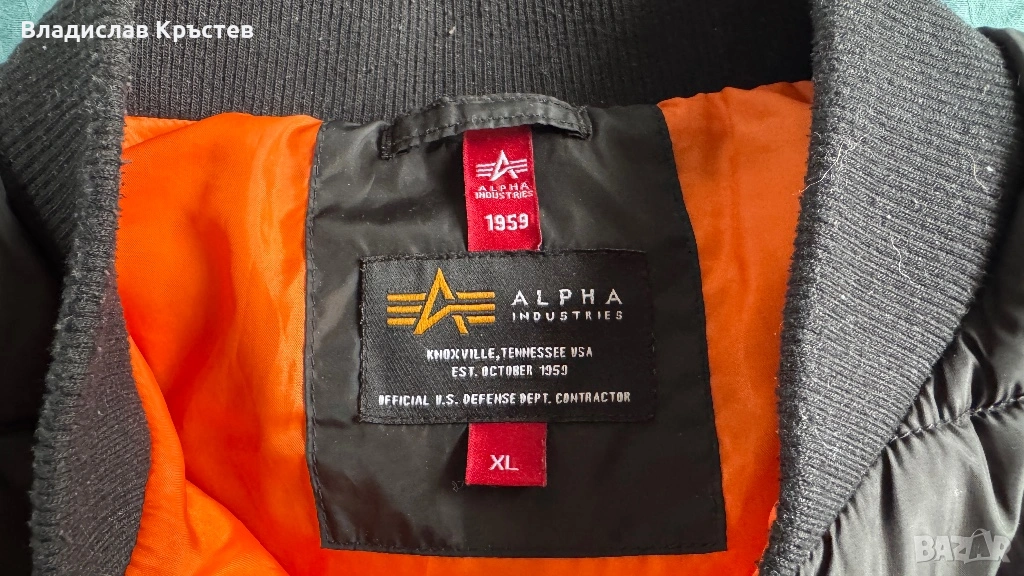 Владислав Кръстев
ALPHA
INDUSTRIES
1959
ALPHA
INDUSTRIES
KNOXVILLE, TENNESSEE USA
EST. OCTOBER 1959
OFFICIAL U.S. DEFENSE DEPT. CONTRACTOR
XL
BAZAR